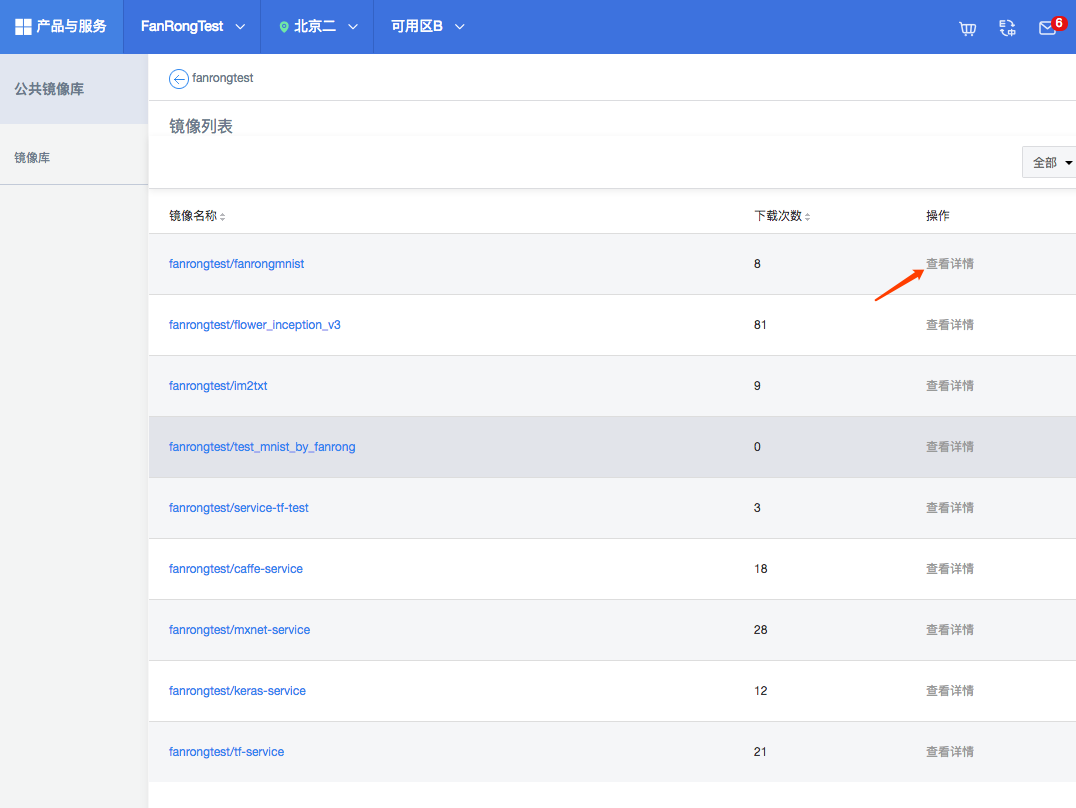 产品与服务 FanRongTest 北京二 可用区B 6
公共镜像库
镜像库
fanrongtest
镜像列表
全部
镜像名称 下载次数 操作
fanrongtest/fanrongmnist 8 查看详情
fanrongtest/flower_inception_v3 81 查看详情
fanrongtest/im2txt 9 查看详情
fanrongtest/test_mnist_by_fanrong 0 查看详情
fanrongtest/service-tf-test 3 查看详情
fanrongtest/caffe-service 18 查看详情
fanrongtest/mxnet-service 28 查看详情
fanrongtest/keras-service 12 查看详情
fanrongtest/tf-service 21 查看详情